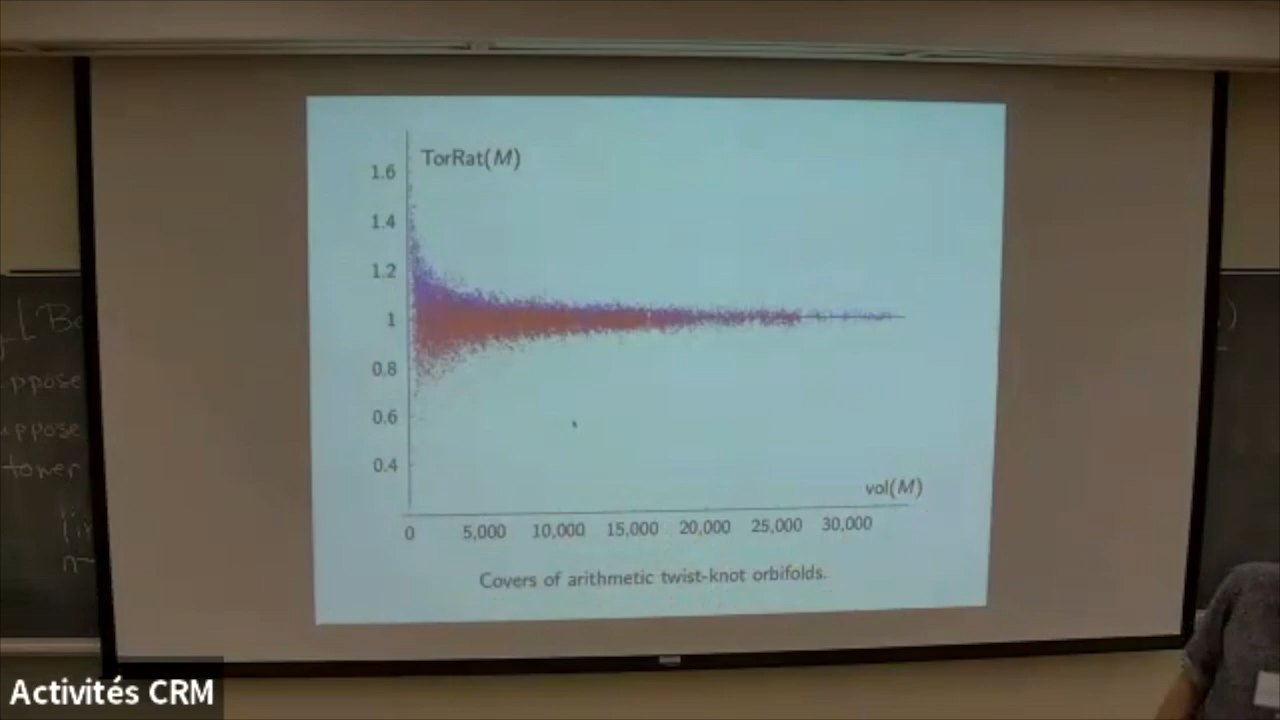 TorRat(M)
1.6
1.4
1.2
1
0.8
0.6
0.4
vol(M)
0 5,000 10,000 15,000 20,000 25,000 30,000
Covers of arithmetic twist-knot orbifolds.
ppose
uppose
tower
Activités CRM